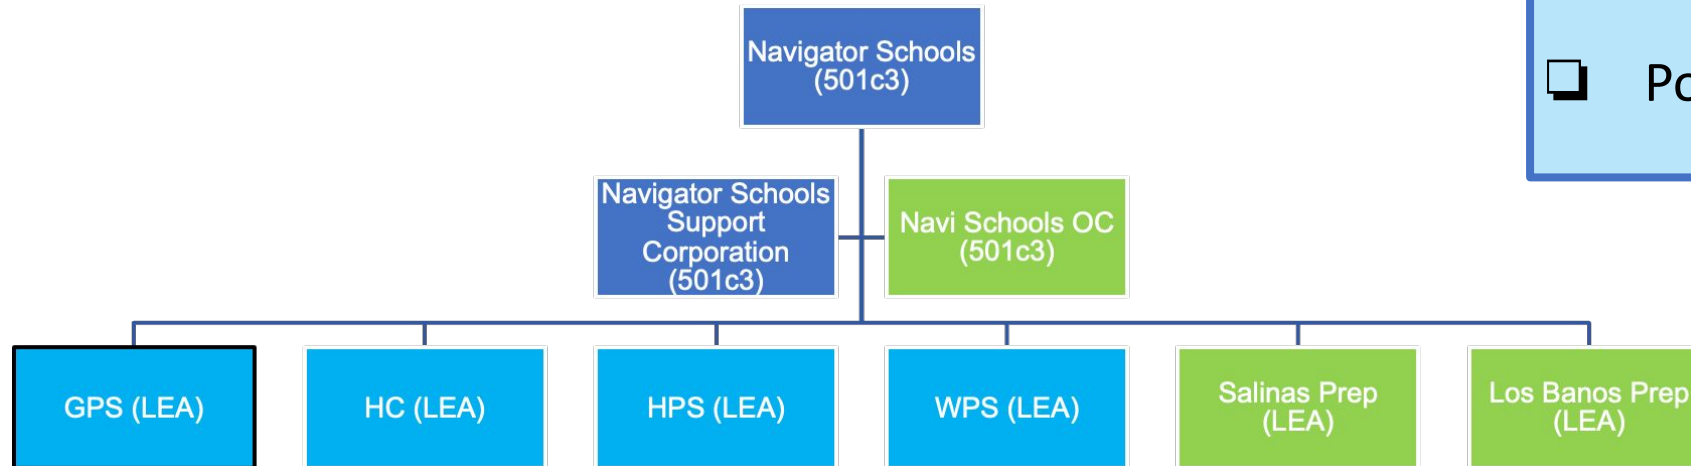 Navigator Schools
(501c3)
❑ Po
Navigator Schools
Support
Corporation
(501c3)
Navi Schools OC
(501c3)
GPS (LEA)
HC (LEA)
HPS (LEA)
WPS (LEA)
Salinas Prep
(LEA)
Los Banos Prep
(LEA)